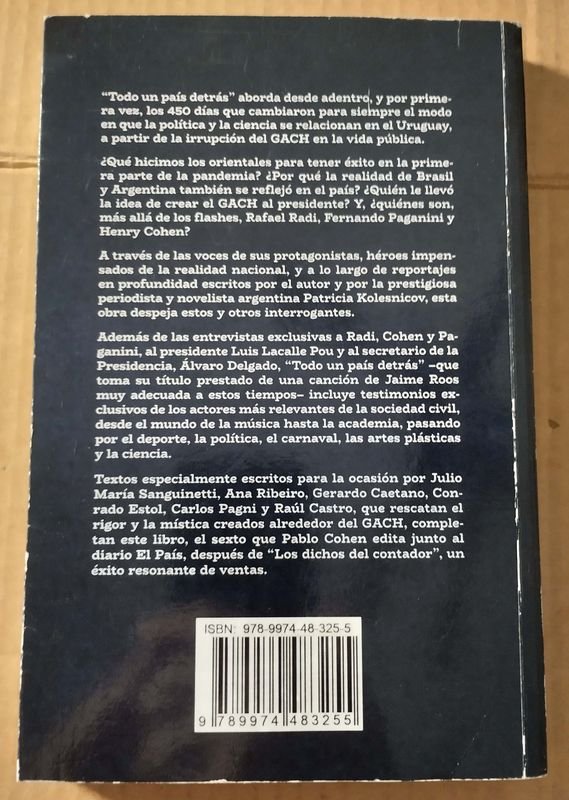 “Todo un país detrás” aborda desde adentro, y por prime-
ra vez, los 450 días que cambiaron para siempre el modo
en que la política y la ciencia se relacionan en el Uruguay,
a partir de la irrupción del GACH en la vida pública.
¿Qué hicimos los orientales para tener éxito en la prime-
ra parte de la pandemia? ¿Por qué la realidad de Brasil
y Argentina también se reflejó en el país? ¿Quién le llevó
la idea de crear el GACH al presidente? Y, ¿quiénes son,
más allá de los flashes, Rafael Radi, Fernando Paganini y
Henry Cohen?
A través de las voces de sus protagonistas, héroes impen-
sados de la realidad nacional, y a lo largo de reportajes
en profundidad escritos por el autor y por la prestigiosa
periodista y novelista argentina Patricia Kolesnicov, esta
obra despeja estos y otros interrogantes.
Además de las entrevistas exclusivas a Radi, Cohen y Pa-
ganini, al presidente Luis Lacalle Pou y al secretario de la
Presidencia, Álvaro Delgado, “Todo un país detrás” –que
toma su título prestado de una canción de Jaime Roos
muy adecuada a estos tiempos– incluye testimonios ex-
clusivos de los actores más relevantes de la sociedad civil,
desde el mundo de la música hasta la academia, pasando
por el deporte, la política, el carnaval, las artes plásticas
y la ciencia.
Textos especialmente escritos para la ocasión por Julio
María Sanguinetti, Ana Ribeiro, Gerardo Caetano, Con-
rado Estol, Carlos Pagni y Raúl Castro, que rescatan el
rigor y la mística creados alrededor del GACH, comple-
tan este libro, el sexto que Pablo Cohen edita junto al
diario El País, después de “Los dichos del contador”, un
éxito resonante de ventas.
ISBN: 978-9974-48-325-5
9 789974 483255